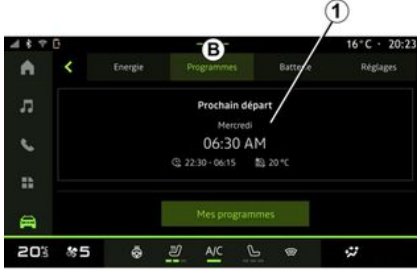 1
B
16°C · 20:23
Energie
Programmes
Batterie
Réglages
Prochain départ
Mercredi
06:30 AM
22:30 - 06:15
20 °C
Mes programmes
5
A/C